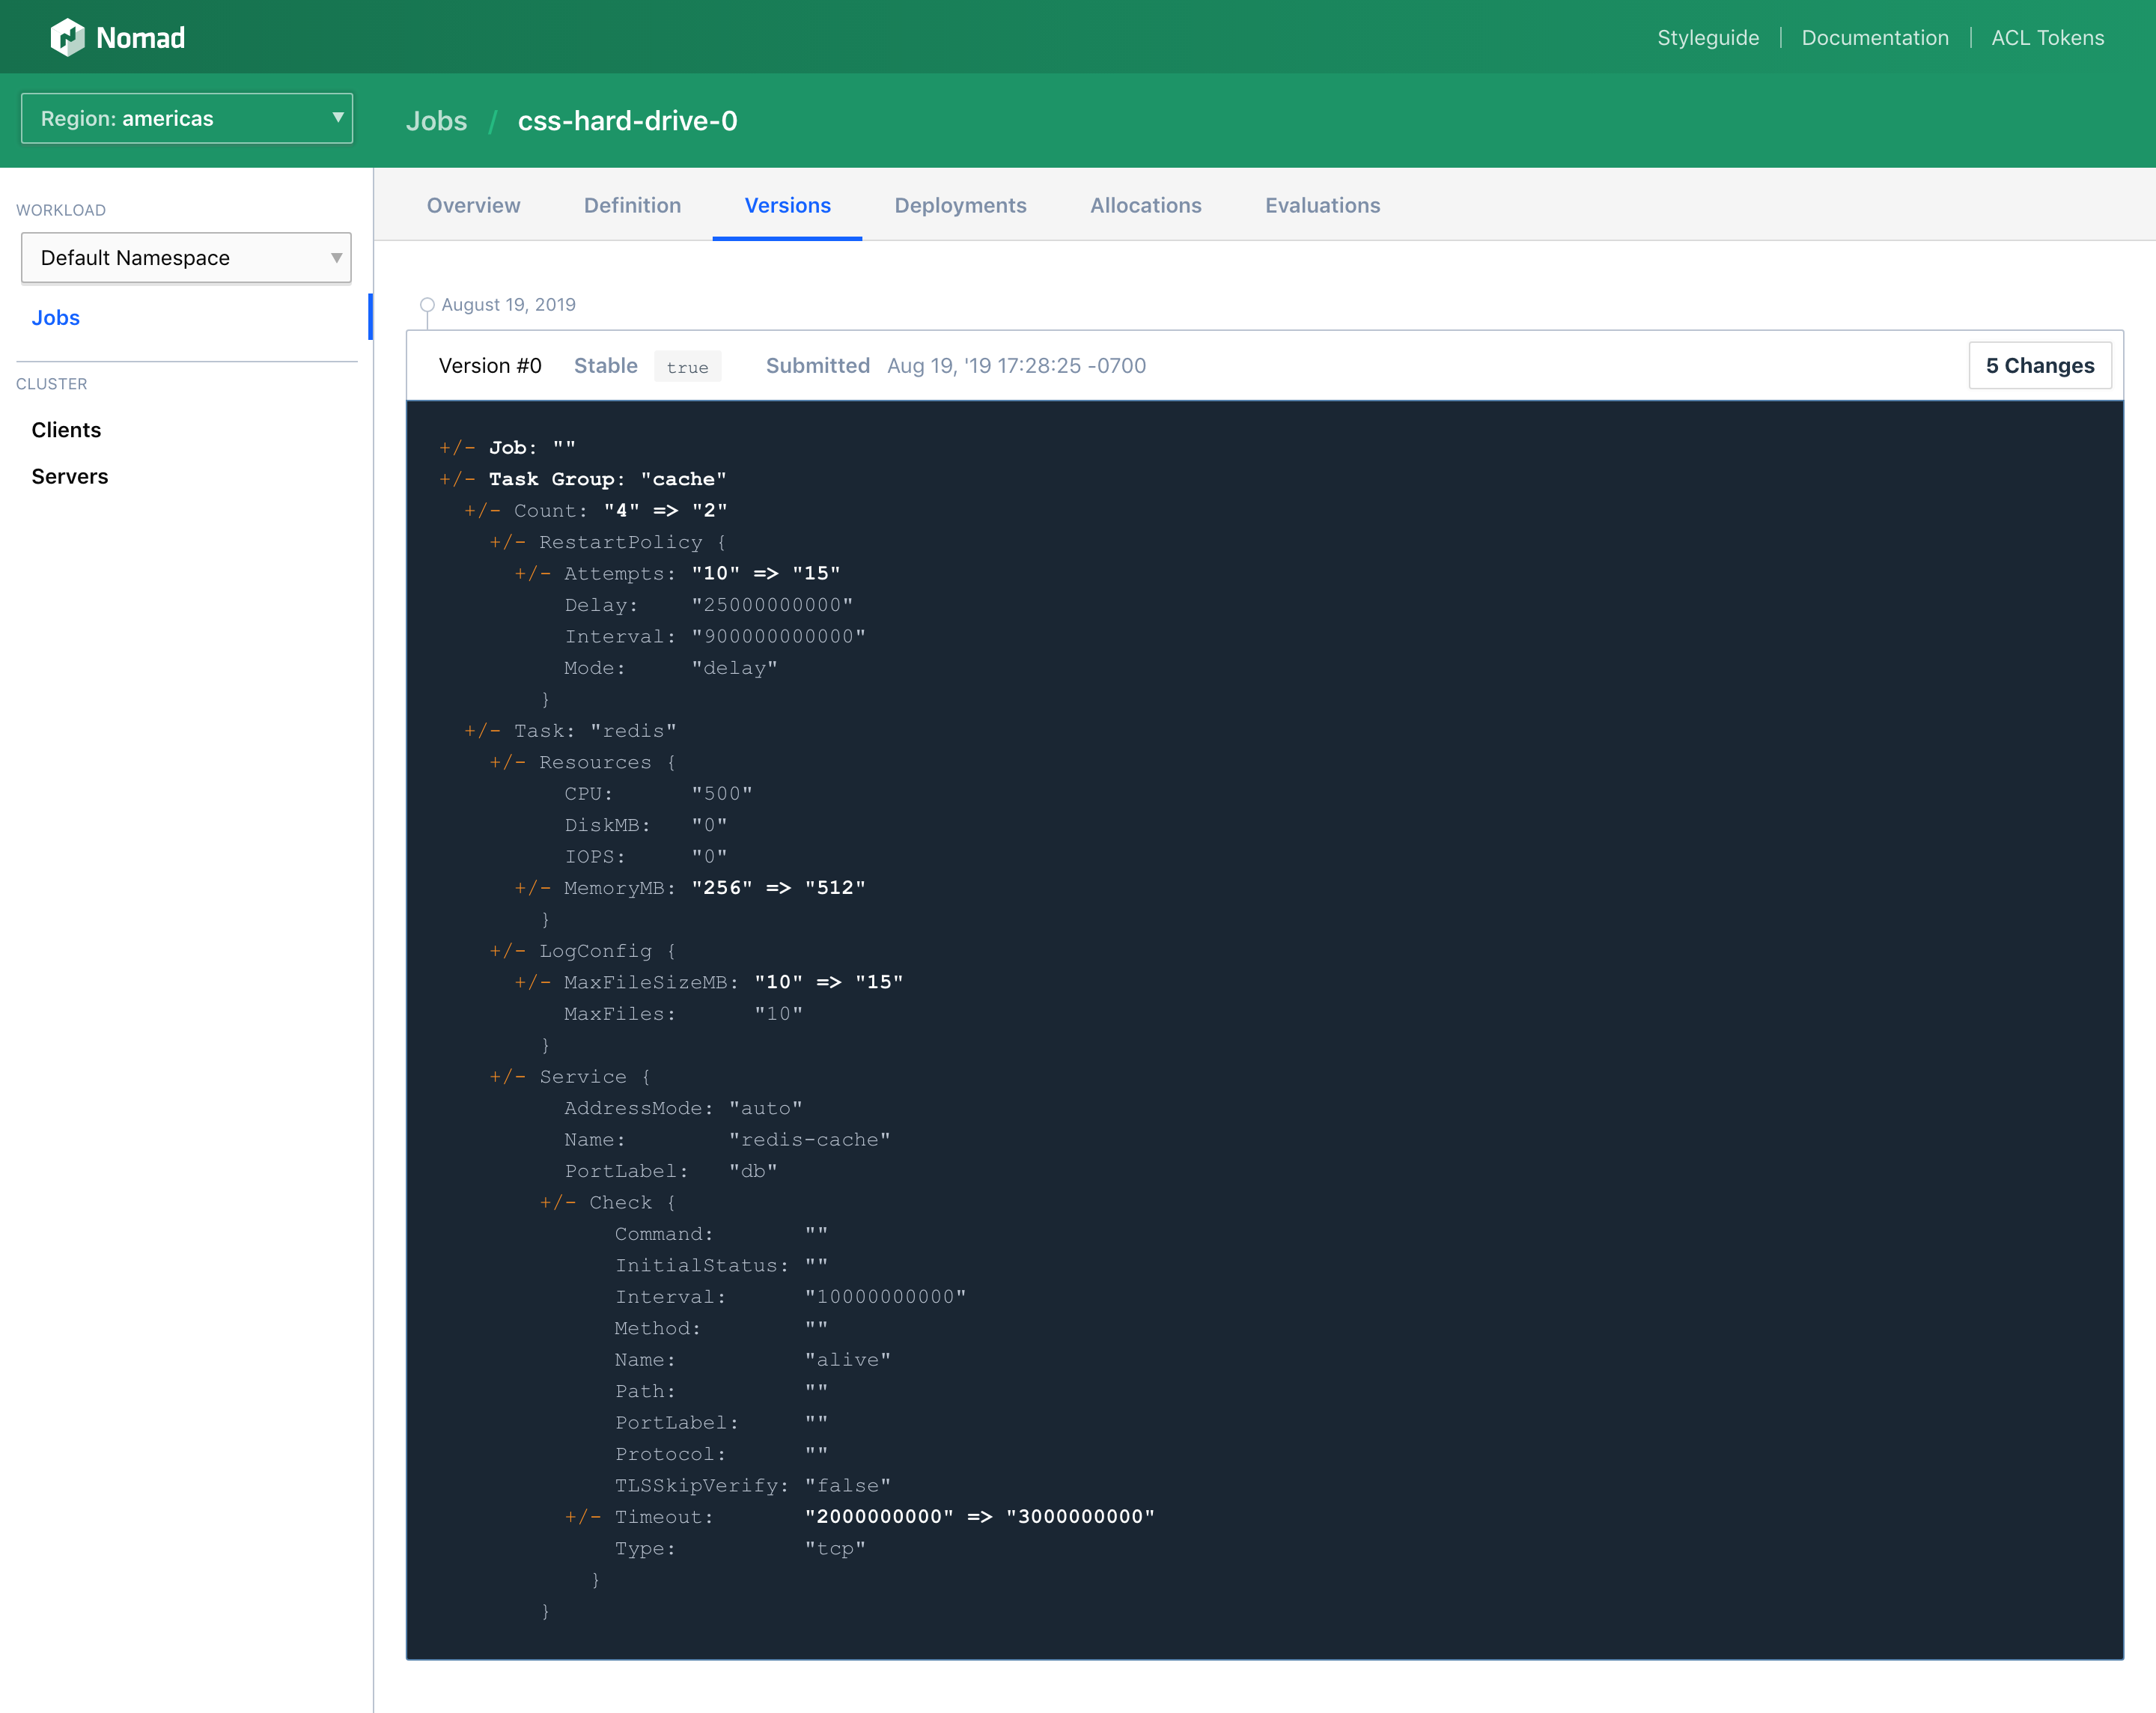 Nomad
Styleguide
Documentation
ACL Tokens
Region: americas
Jobs / css-hard-drive-0
WORKLOAD
Default Namespace
Jobs
CLUSTER
Clients
Servers
Overview
Definition
Versions
Deployments
Allocations
Evaluations
August 19, 2019
Version #0 Stable true Submitted Aug 19, '19 17:28:25 -0700
5 Changes
+/- Job: ""
+/- Task Group: "cache"
+/- Count: "4" => "2"
+/- RestartPolicy {
+/- Attempts: "10" => "15"
Delay: "25000000000"
Interval: "900000000000"
Mode: "delay"
}
+/- Task: "redis"
+/- Resources {
CPU: "500"
DiskMB: "0"
IOPS: "0"
+/- MemoryMB: "256" => "512"
}
+/- LogConfig {
+/- MaxFileSizeMB: "10" => "15"
MaxFiles: "10"
}
+/- Service {
AddressMode: "auto"
Name: "redis-cache"
PortLabel: "db"
+/- Check {
Command: ""
InitialStatus: ""
Interval: "10000000000"
Method: ""
Name: "alive"
Path: ""
PortLabel: ""
Protocol: ""
TLSSkipVerify: "false"
+/- Timeout: "2000000000" => "3000000000"
Type: "tcp"
}
}